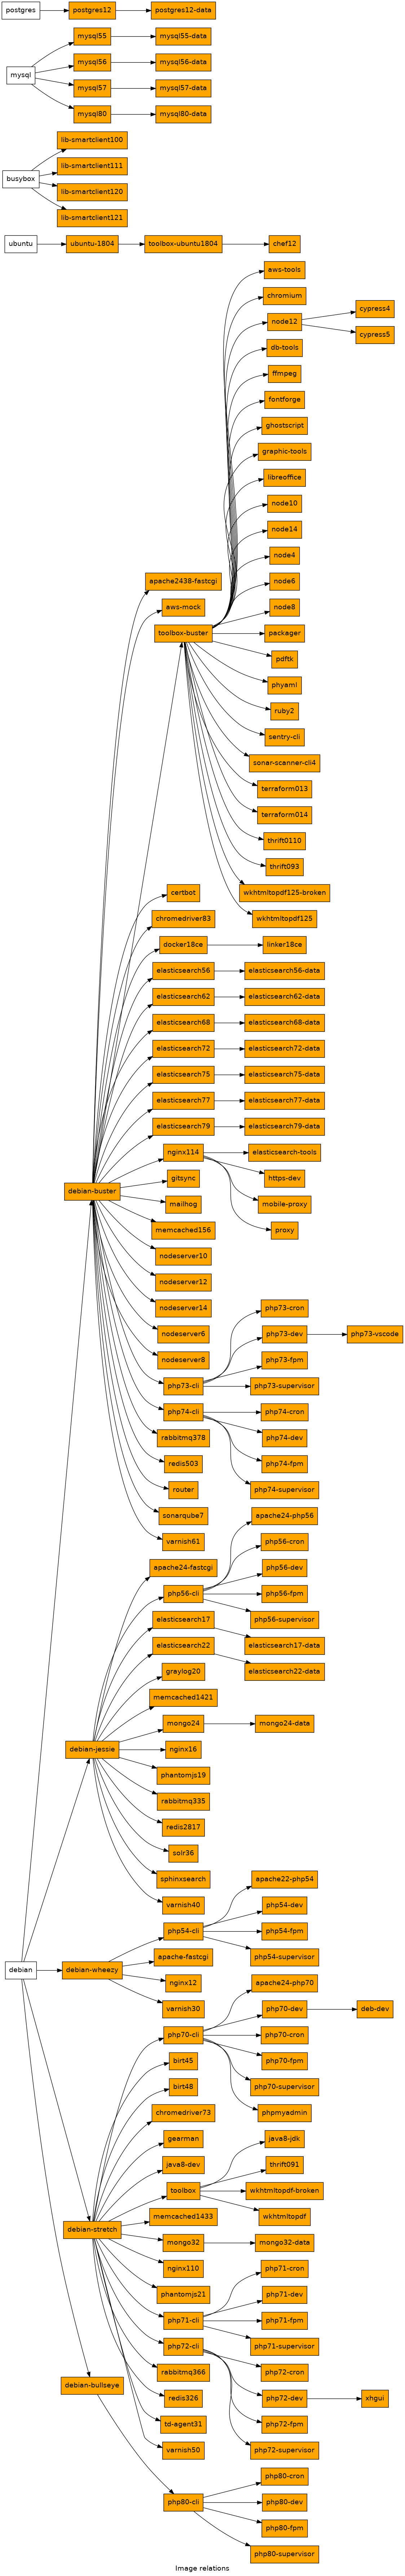 postgres
postgres12
postgres12-data
mysql
mysql55
mysql55-data
mysql56
mysql56-data
mysql57
mysql57-data
mysql80
mysql80-data
busybox
lib-smartclient100
lib-smartclient111
lib-smartclient120
lib-smartclient121
ubuntu
ubuntu-1804
toolbox-ubuntu1804
chef12
aws-tools
chromium
node12
cypress4
cypress5
db-tools
ffmpeg
fontforge
ghostscript
graphic-tools
libreoffice
node10
node14
node4
apache2438-fastcgi
node6
aws-mock
node8
toolbox-buster
packager
pdftk
phyaml
ruby2
sentry-cli
sonar-scanner-cli4
terraform013
terraform014
thrift0110
thrift093
certbot
wkhtmltopdf125-broken
chromedriver83
wkhtmltopdf125
docker18ce
linker18ce
elasticsearch56
elasticsearch56-data
elasticsearch62
elasticsearch62-data
elasticsearch68
elasticsearch68-data
elasticsearch72
elasticsearch72-data
elasticsearch75
elasticsearch75-data
elasticsearch77
elasticsearch77-data
elasticsearch79
elasticsearch79-data
nginx114
elasticsearch-tools
debian-buster
gitsync
https-dev
mailhog
mobile-proxy
memcached156
proxy
nodeserver10
nodeserver12
nodeserver14
php73-cron
nodeserver6
php73-dev
php73-vscode
nodeserver8
php73-fpm
php73-cli
php73-supervisor
php74-cli
php74-cron
rabbitmq378
php74-dev
redis503
php74-fpm
router
php74-supervisor
sonarqube7
apache24-php56
varnish61
php56-cron
apache24-fastcgi
php56-dev
php56-cli
php56-fpm
elasticsearch17
php56-supervisor
elasticsearch22
elasticsearch17-data
graylog20
elasticsearch22-data
memcached1421
mongo24
mongo24-data
debian-jessie
nginx16
phantomjs19
rabbitmq335
redis2817
solr36
sphinxsearch
apache22-php54
varnish40
php54-dev
php54-cli
php54-fpm
apache-fastcgi
php54-supervisor
debian
debian-wheezy
nginx12
apache24-php70
varnish30
php70-dev
deb-dev
php70-cli
php70-cron
birt45
php70-fpm
birt48
php70-supervisor
chromedriver73
phpmyadmin
gearman
java8-jdk
java8-dev
thrift091
toolbox
wkhtmltopdf-broken
memcached1433
wkhtmltopdf
debian-stretch
mongo32
mongo32-data
nginx110
php71-cron
phantomjs21
php71-dev
php71-cli
php71-fpm
php72-cli
php71-supervisor
rabbitmq366
php72-cron
debian-bullseye
redis326
php72-dev
xhgui
td-agent31
php72-fpm
varnish50
php72-supervisor
php80-cron
php80-cli
php80-dev
php80-fpm
php80-supervisor
Image relations